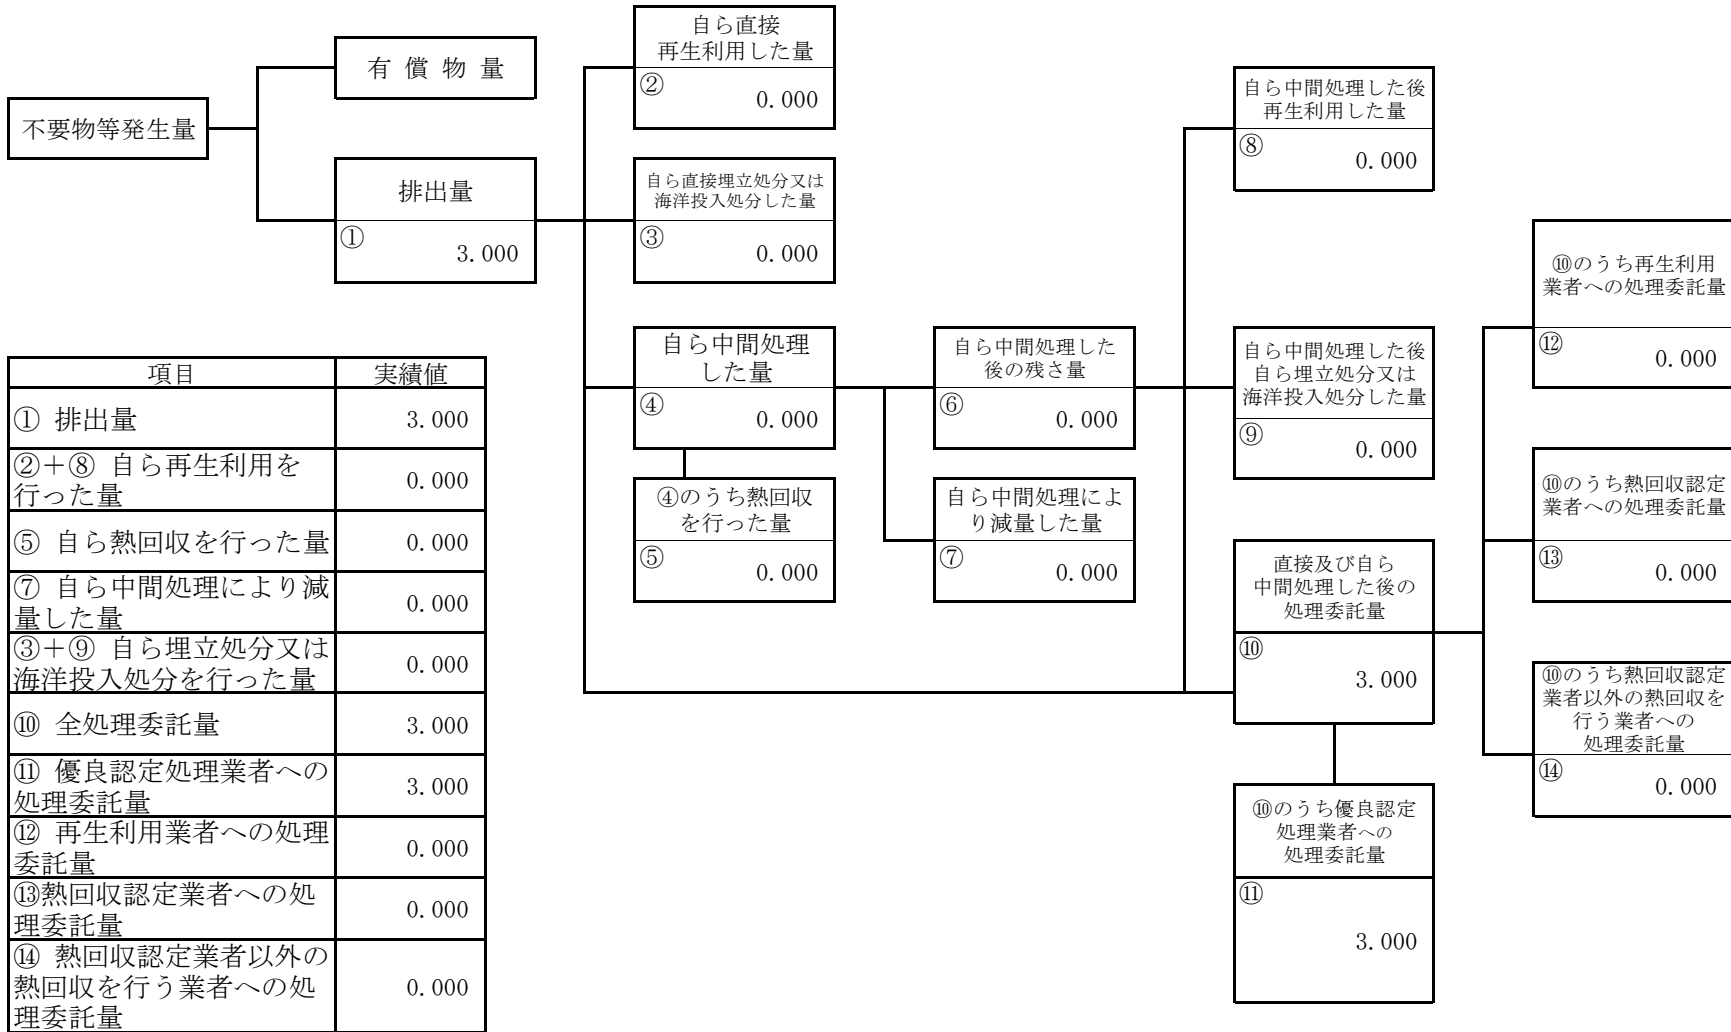 不要物等発生量
有 償 物 量
排出量
①
3.000
自ら直接
再生利用した量
②
0.000
自ら直接埋立処分又は
海洋投入処分した量
③
0.000
自ら中間処理
した量
④
0.000
④のうち熱回収
を行った量
⑤
0.000
自ら中間処理した
後の残さ量
⑥
0.000
自ら中間処理によ
り減量した量
⑦
0.000
自ら中間処理した後
再生利用した量
⑧
0.000
自ら中間処理した後
自ら埋立処分又は
海洋投入処分した量
⑨
0.000
直接及び自ら
中間処理した後の
処理委託量
⑩
3.000
⑩のうち優良認定
処理業者への
処理委託量
⑪
3.000
⑩のうち再生利用
業者への処理委託量
⑫
0.000
⑩のうち熱回収認定
業者への処理委託量
⑬
0.000
⑩のうち熱回収認定
業者以外の熱回収を
行う業者への
処理委託量
⑭
0.000
項目 実績値
① 排出量 3.000
②＋⑧ 自ら再生利用を
行った量 0.000
⑤ 自ら熱回収を行った量 0.000
⑦ 自ら中間処理により減
量した量 0.000
③＋⑨ 自ら埋立処分又は
海洋投入処分を行った量 0.000
⑩ 全処理委託量 3.000
⑪ 優良認定処理業者への
処理委託量 3.000
⑫ 再生利用業者への処理
委託量 0.000
⑬熱回収認定業者への処
理委託量 0.000
⑭ 熱回収認定業者以外の
熱回収を行う業者への処
理委託量 0.000